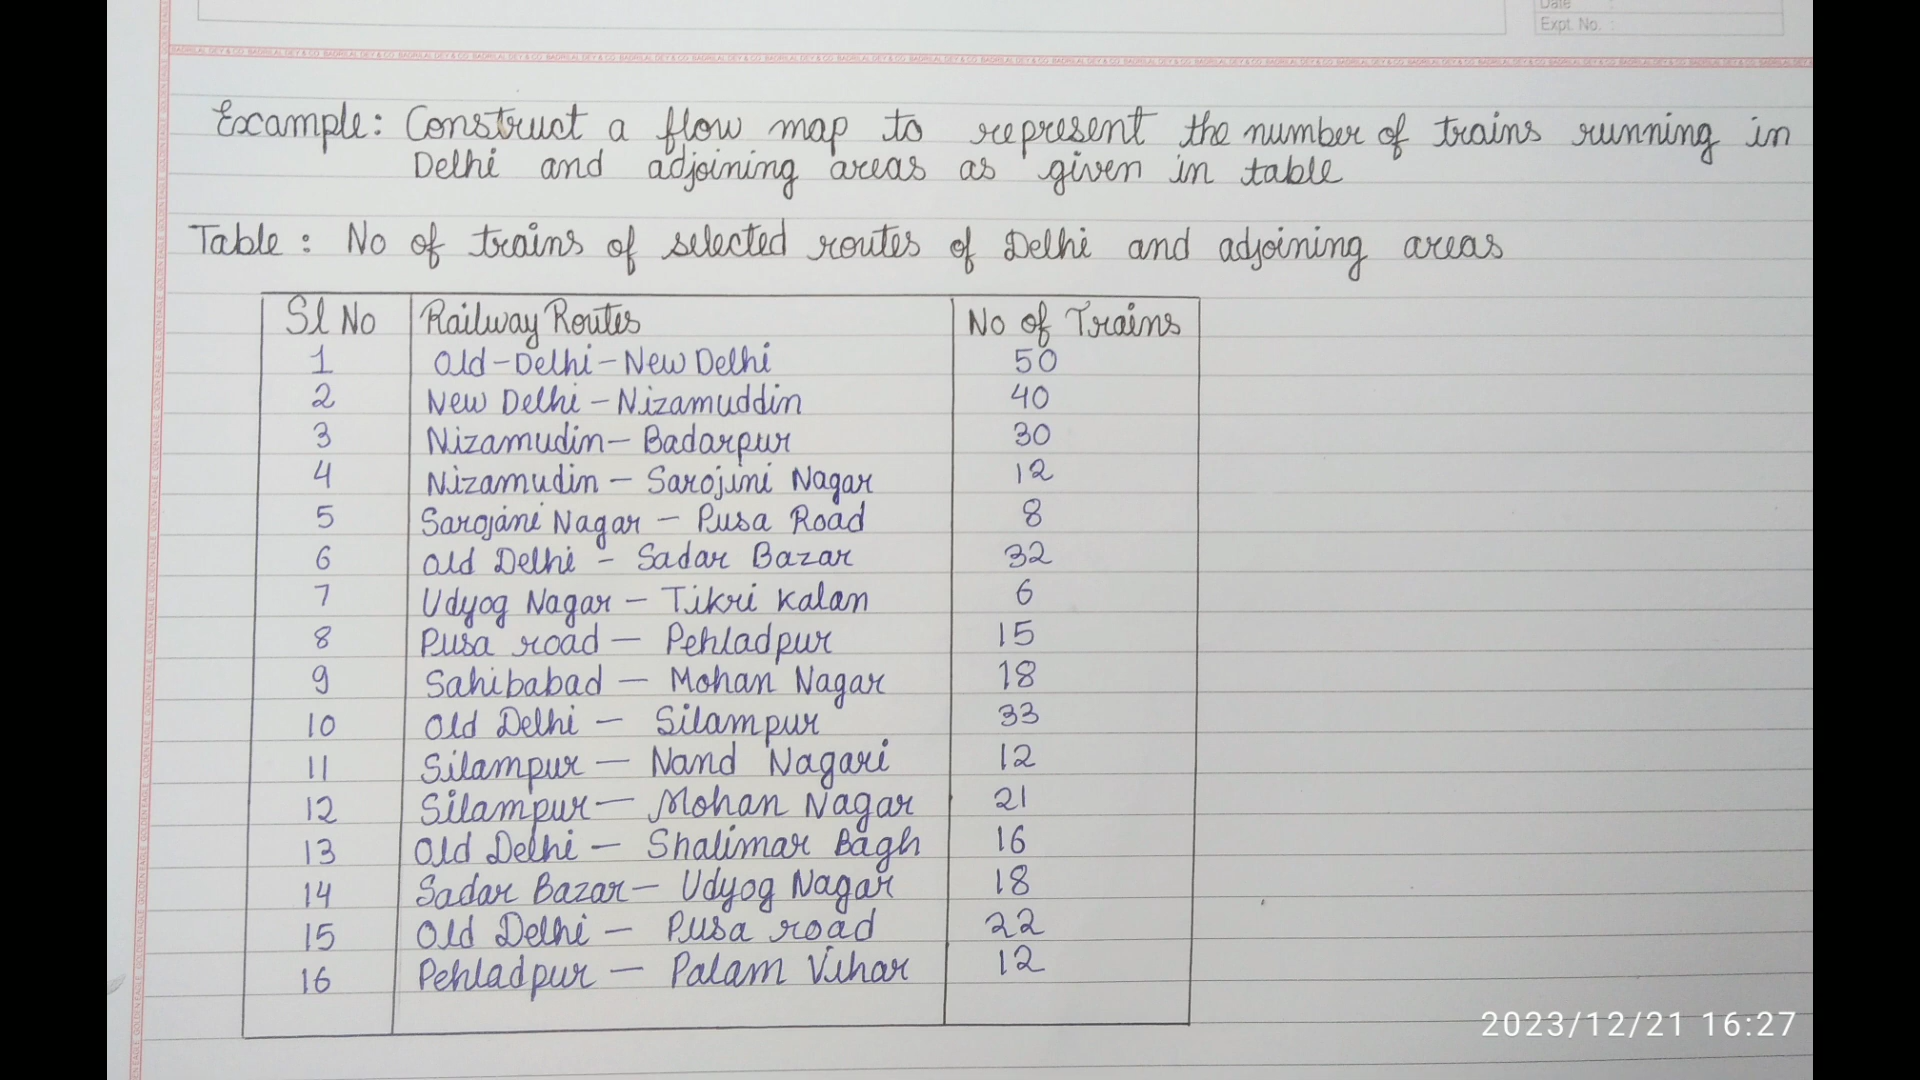 Date :
Expt. No. :
Example: Construct a flow map to represent the number of trains running in
Delhi and adjoining areas as given in table
Table: No of trains of selected routes of Delhi and adjoining areas
Sl No Railway Routes No of Trains
1 Old-Delhi-New Delhi 50
2 New Delhi-Nizamuddin 40
3 Nizamudin-Badarpur 30
4 Nizamudin-Sarojini Nagar 12
5 Sarojani Nagar-Pusa Road 8
6 Old Delhi-Sadar Bazar 32
7 Udyog Nagar-Tikri Kalan 6
8 Pusa road-Pehladpur 15
9 Sahibabad-Mohan Nagar 18
10 Old Delhi-Silampur 33
11 Silampur-Nand Nagari 12
12 Silampur-Mohan Nagar 21
13 Old Delhi-Shalimar Bagh 16
14 Sadar Bazar-Udyog Nagar 18
15 Old Delhi-Pusa road 22
16 Pehladpur-Palam Vihar 12
2023/12/21 16:27